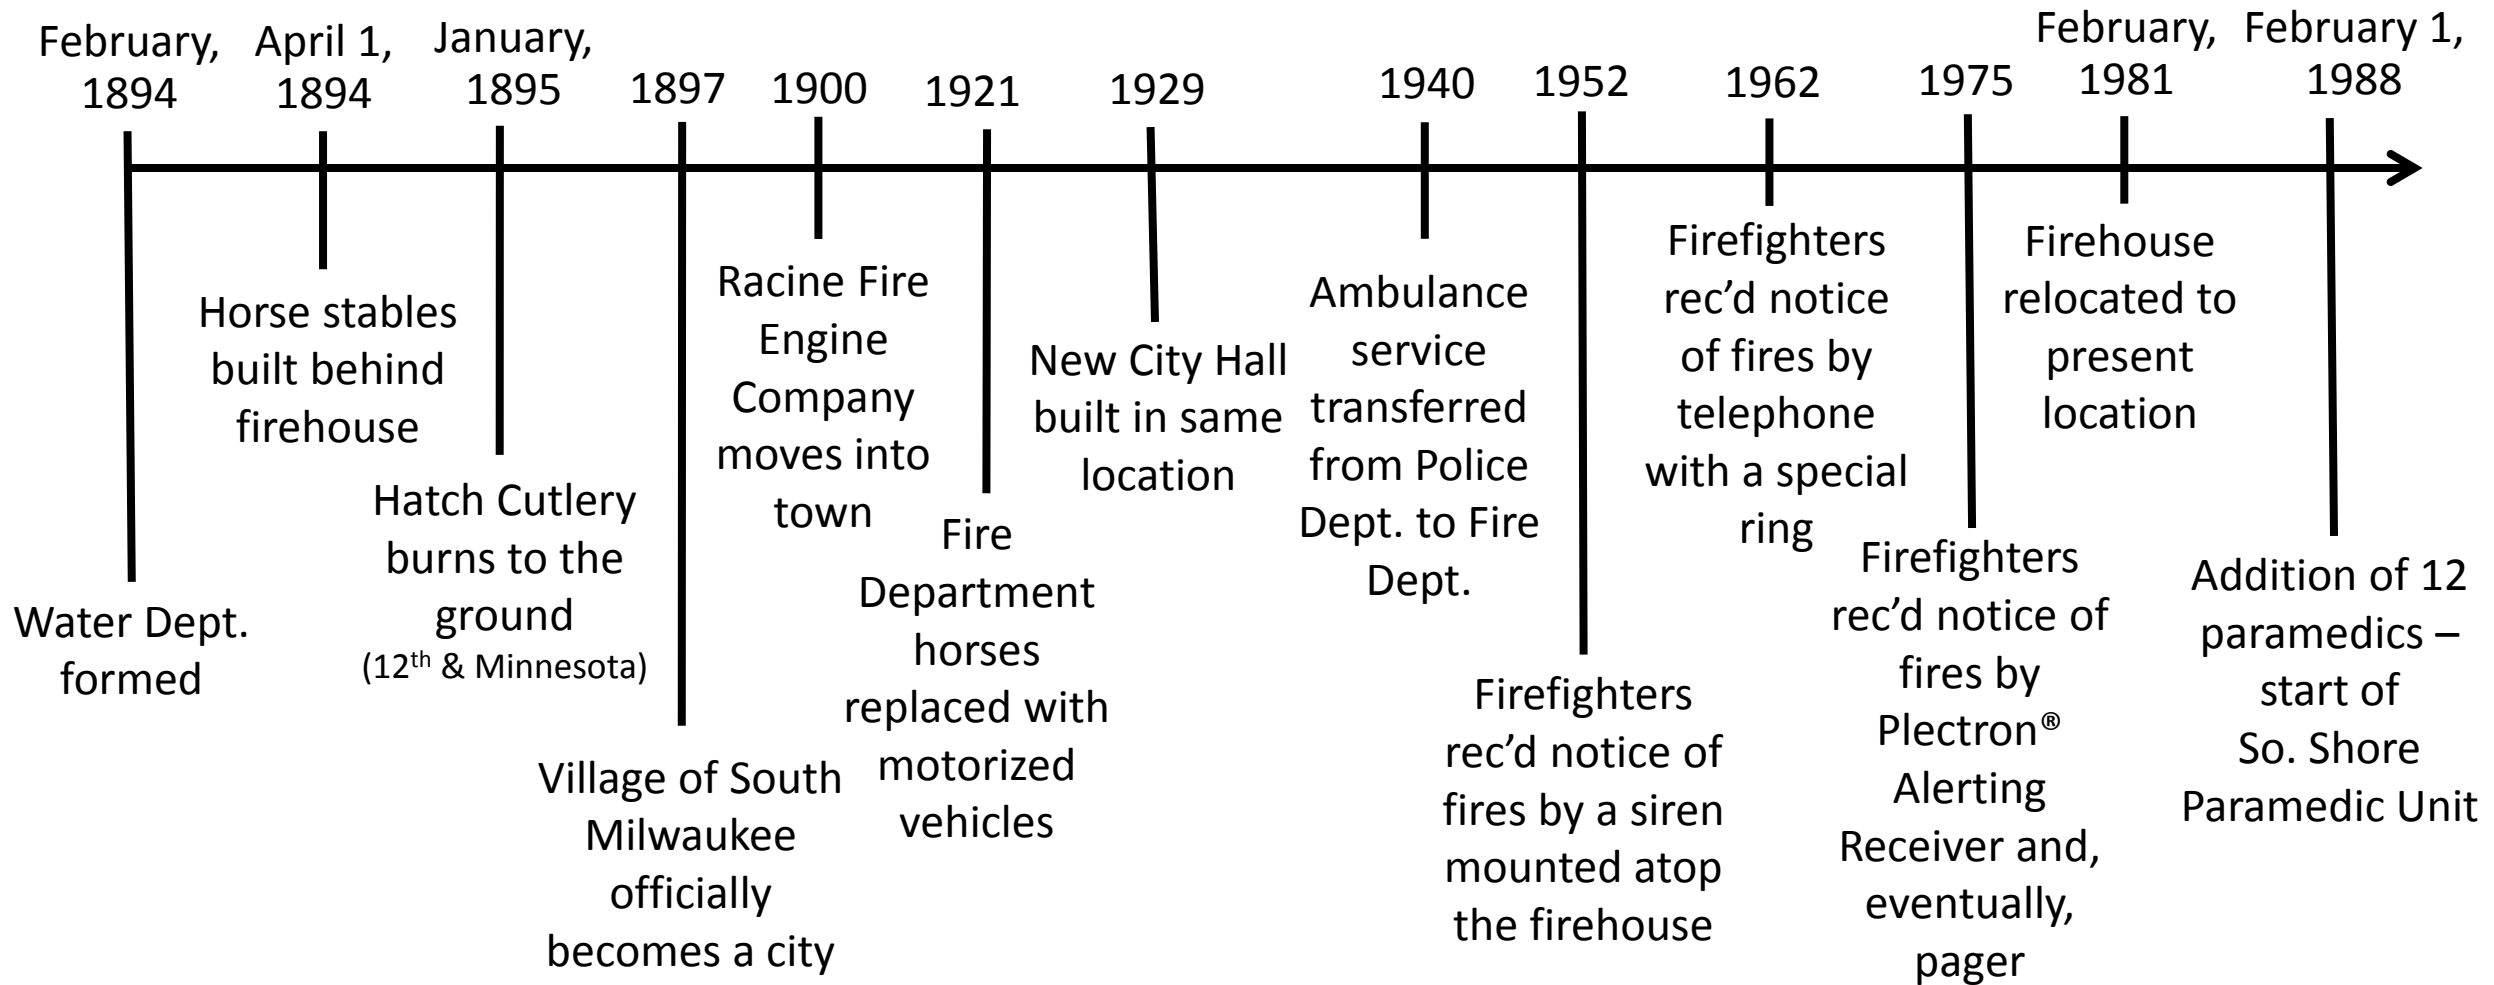 February,
1894
April 1,
1894
January,
1895
1897
1900
1921
1929
1940
1952
1962
1975
February,
1981
February 1,
1988
Water Dept.
formed
Horse stables
built behind
firehouse
Hatch Cutlery
burns to the
ground
(12th & Minnesota)
Village of South
Milwaukee
officially
becomes a city
Racine Fire
Engine
Company
moves into
town
Fire
Department
horses
replaced with
motorized
vehicles
New City Hall
built in same
location
Ambulance
service
transferred
from Police
Dept. to Fire
Dept.
Firefighters
rec’d notice of
fires by a siren
mounted atop
the firehouse
Firefighters
rec’d notice
of fires by
telephone
with a special
ring
Firefighters
rec’d notice of
fires by
Plectron®
Alerting
Receiver and,
eventually,
pager
Firehouse
relocated to
present
location
Addition of 12
paramedics –
start of
So. Shore
Paramedic Unit